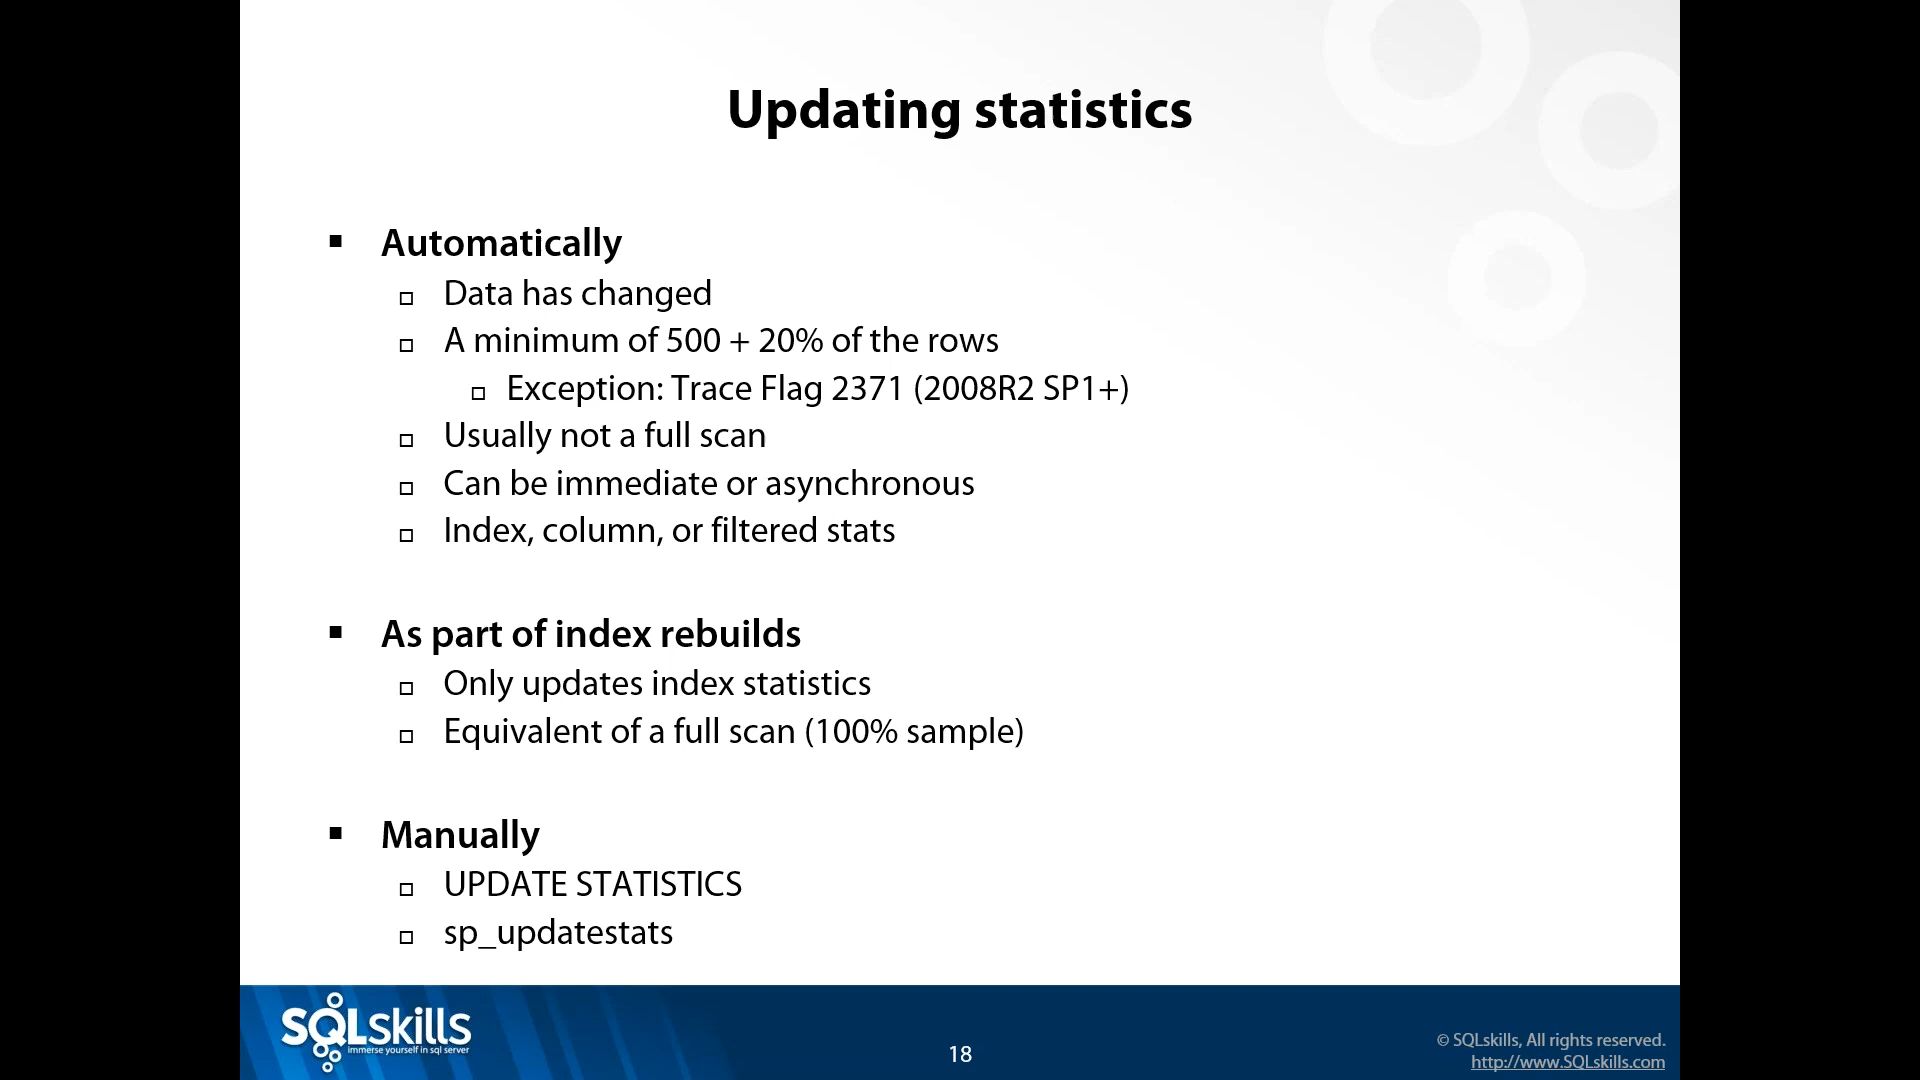 Updating statistics
Automatically
Data has changed
A minimum of 500 + 20% of the rows
Exception: Trace Flag 2371 (2008R2 SP1+)
Usually not a full scan
Can be immediate or asynchronous
Index, column, or filtered stats
As part of index rebuilds
Only updates index statistics
Equivalent of a full scan (100% sample)
Manually
UPDATE STATISTICS
sp_updatestats
SQLskills
immerse yourself in sql server
18
© SQLskills, All rights reserved.
http://www.SQLskills.com